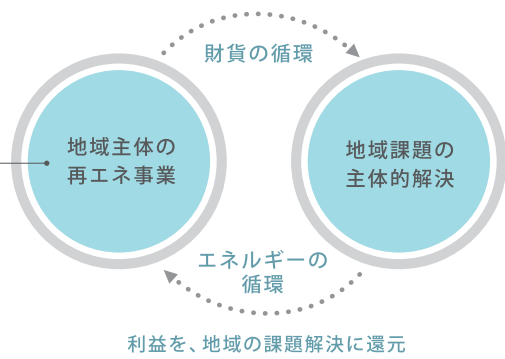 財貨の循環
地域主体の
再エネ事業
地域課題の
主体的解決
エネルギーの
循環
利益を、地域の課題解決に還元